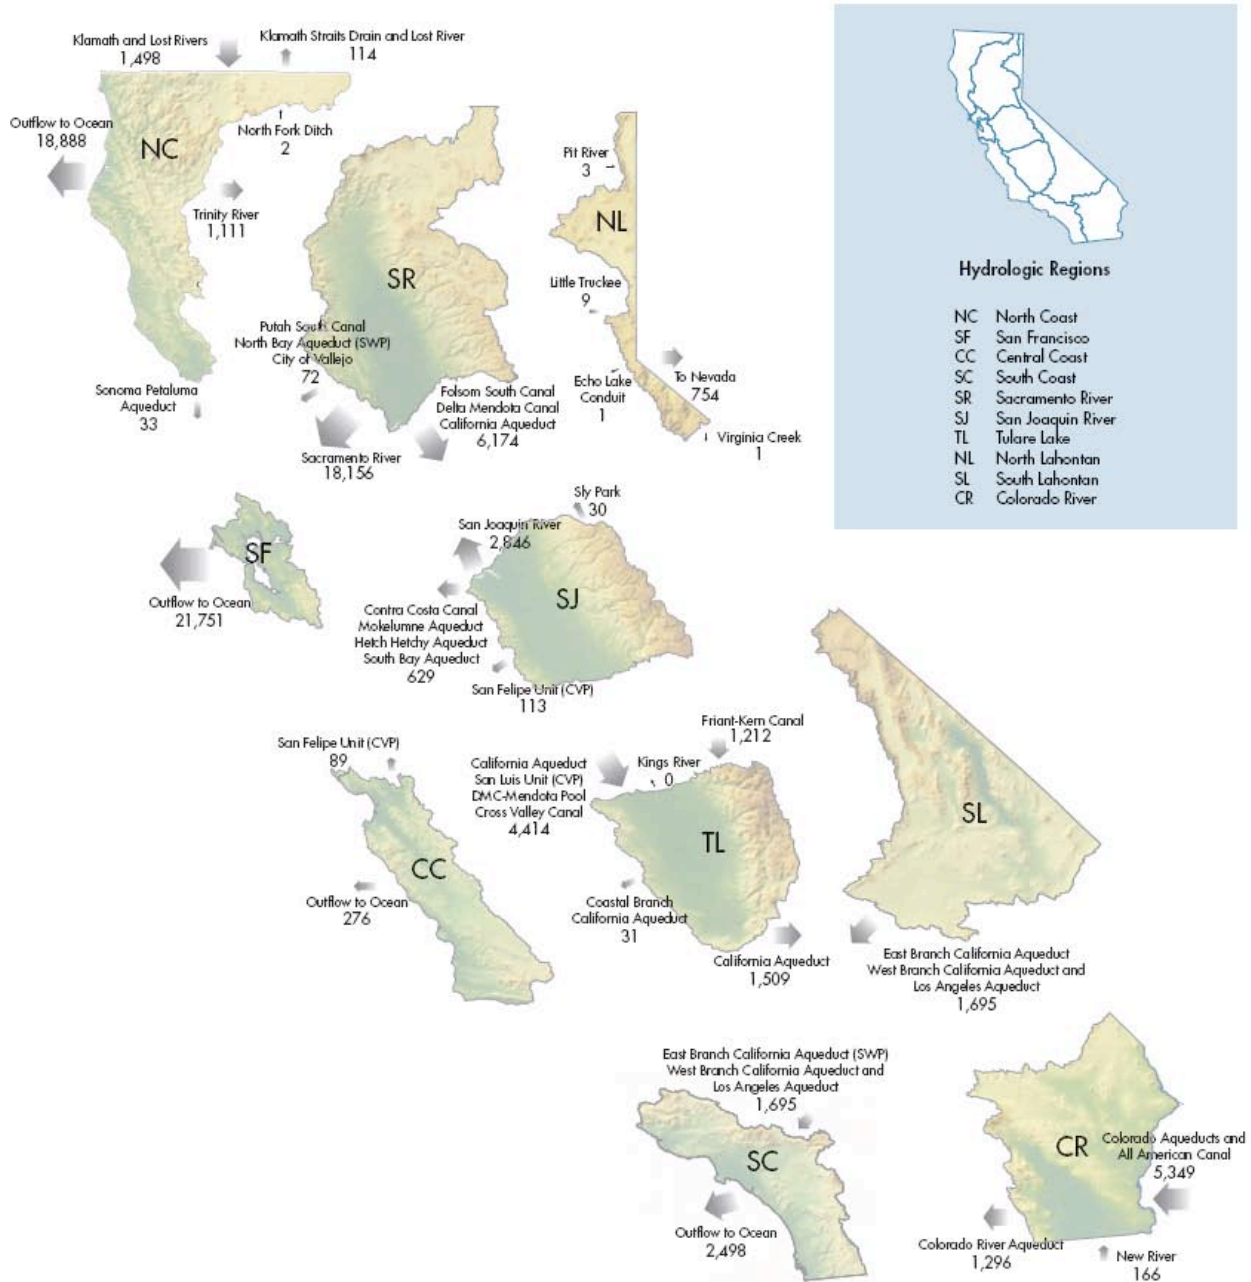 Klamath and Lost Rivers
1,498
Klamath Straits Drain and Lost River
114
Outflow to Ocean
18,888
NC
North Fork Ditch
2
Trinity River
1,111
Sonoma Petaluma
Aqueduct
33
SR
Putah South Canal
North Bay Aqueduct (SWP)
City of Vallejo
72
Sacramento River
18,156
Folsom South Canal
Delta Mendota Canal
California Aqueduct
6,174
Pit River
3
NL
Little Truckee
9
Echo Lake
Conduit
1
To Nevada
754
Virginia Creek
1
Hydrologic Regions
NC North Coast
SF San Francisco
CC Central Coast
SC South Coast
SR Sacramento River
SJ San Joaquin River
TL Tulare Lake
NL North Lahontan
SL South Lahontan
CR Colorado River
SF
Outflow to Ocean
21,751
Sly Park
30
San Joaquin River
2,846
SJ
Contra Costa Canal
Mokelumne Aqueduct
Hetch Hetchy Aqueduct
South Bay Aqueduct
629
San Felipe Unit (CVP)
113
San Felipe Unit (CVP)
89
CC
Outflow to Ocean
276
California Aqueduct
San Luis Unit (CVP)
DMC-Mendota Pool
Cross Valley Canal
4,414
Kings River
0
Friant-Kern Canal
1,212
TL
Coastal Branch
California Aqueduct
31
California Aqueduct
1,509
SL
East Branch California Aqueduct
West Branch California Aqueduct and
Los Angeles Aqueduct
1,695
East Branch California Aqueduct (SWP)
West Branch California Aqueduct and
Los Angeles Aqueduct
1,695
SC
Outflow to Ocean
2,498
CR
Colorado Aqueducts and
All American Canal
5,349
Colorado River Aqueduct
1,296
New River
166